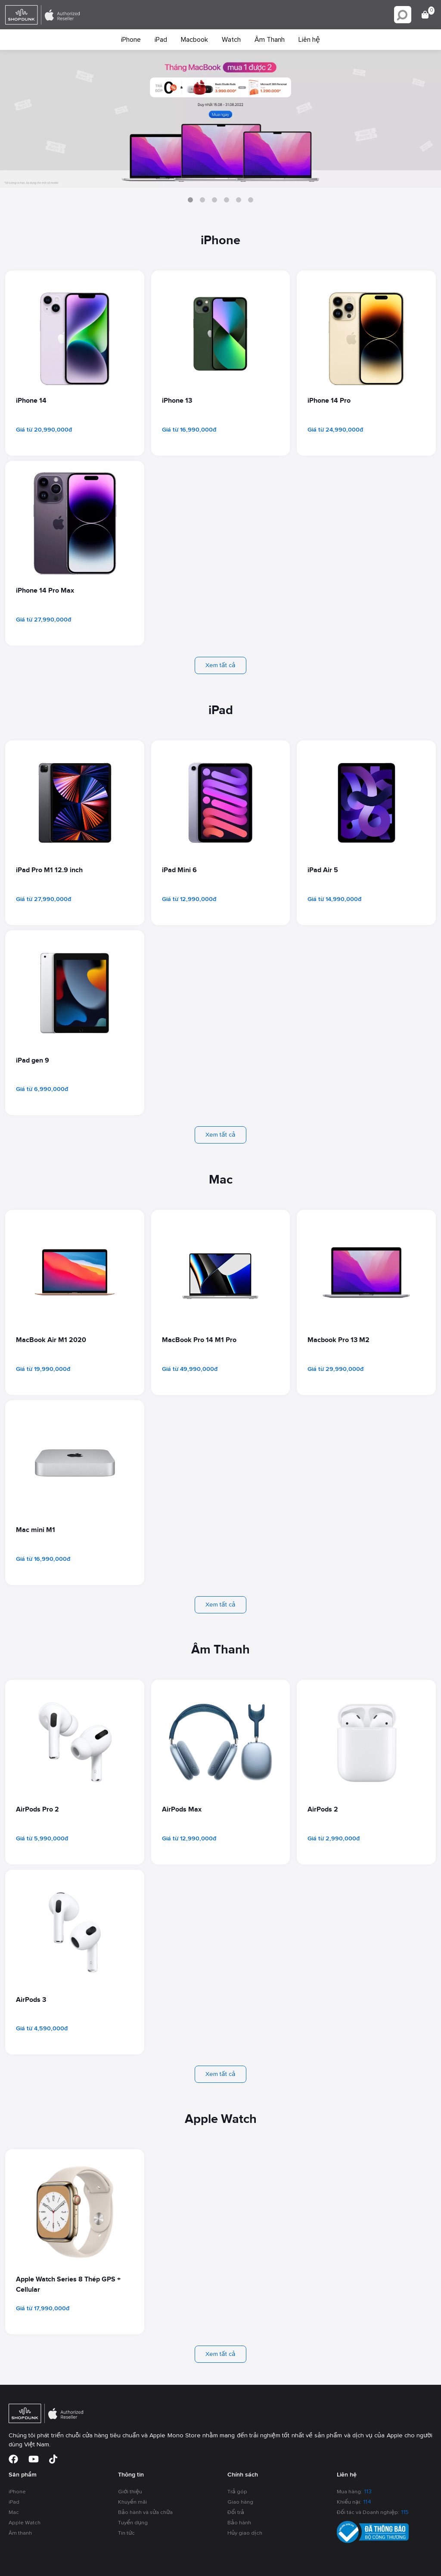 SHOPDUNK
Authorized
Reseller
0
iPhone
iPad
Macbook
Watch
Âm Thanh
Liên hệ
Tháng MacBook mua 1 được 2
Duy nhất 15.08 - 31.08.2022
Mua ngay
iPhone
iPhone 14
Giá từ 20,990,000đ
iPhone 13
Giá từ 16,990,000đ
iPhone 14 Pro
Giá từ 24,990,000đ
iPhone 14 Pro Max
Giá từ 27,990,000đ
Xem tất cả
iPad
iPad Pro M1 12.9 inch
Giá từ 27,990,000đ
iPad Mini 6
Giá từ 12,990,000đ
iPad Air 5
Giá từ 14,990,000đ
iPad gen 9
Giá từ 6,990,000đ
Xem tất cả
Mac
MacBook Air M1 2020
Giá từ 19,990,000đ
MacBook Pro 14 M1 Pro
Giá từ 49,990,000đ
Macbook Pro 13 M2
Giá từ 29,990,000đ
Mac mini M1
Giá từ 16,990,000đ
Xem tất cả
Âm Thanh
AirPods Pro 2
Giá từ 5,990,000đ
AirPods Max
Giá từ 12,990,000đ
AirPods 2
Giá từ 2,990,000đ
AirPods 3
Giá từ 4,590,000đ
Xem tất cả
Apple Watch
Apple Watch Series 8 Thép GPS +
Cellular
Giá từ 17,990,000đ
Xem tất cả
SHOPDUNK
Authorized
Reseller
Chúng tôi phát triển chuỗi cửa hàng tiêu chuẩn và Apple Mono Store nhằm mang đến trải nghiệm tốt nhất về sản phẩm và dịch vụ của Apple cho người
dùng Việt Nam.
Sản phẩm
iPhone
iPad
Mac
Apple Watch
Âm thanh
Thông tin
Giới thiệu
Khuyến mãi
Bảo hành và sửa chữa
Tuyển dụng
Tin tức
Chính sách
Trả góp
Giao hàng
Đổi trả
Bảo hành
Hủy giao dịch
Liên hệ
Mua hàng: 113
Khiếu nại: 114
Đối tác và Doanh nghiệp: 115
ĐÃ THÔNG BÁO
BỘ CÔNG THƯƠNG